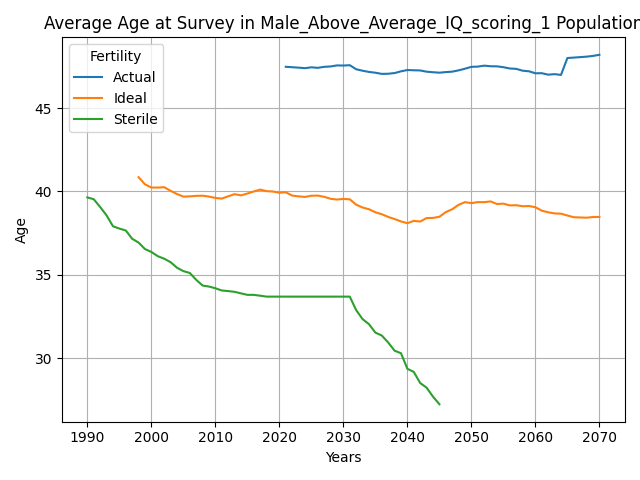 Average Age at Survey in Male_Above_Average_IQ_scoring_1 Population
Fertility
Actual
Ideal
Sterile
Age
45
40
35
30
1990 2000 2010 2020 2030 2040 2050 2060 2070
Years